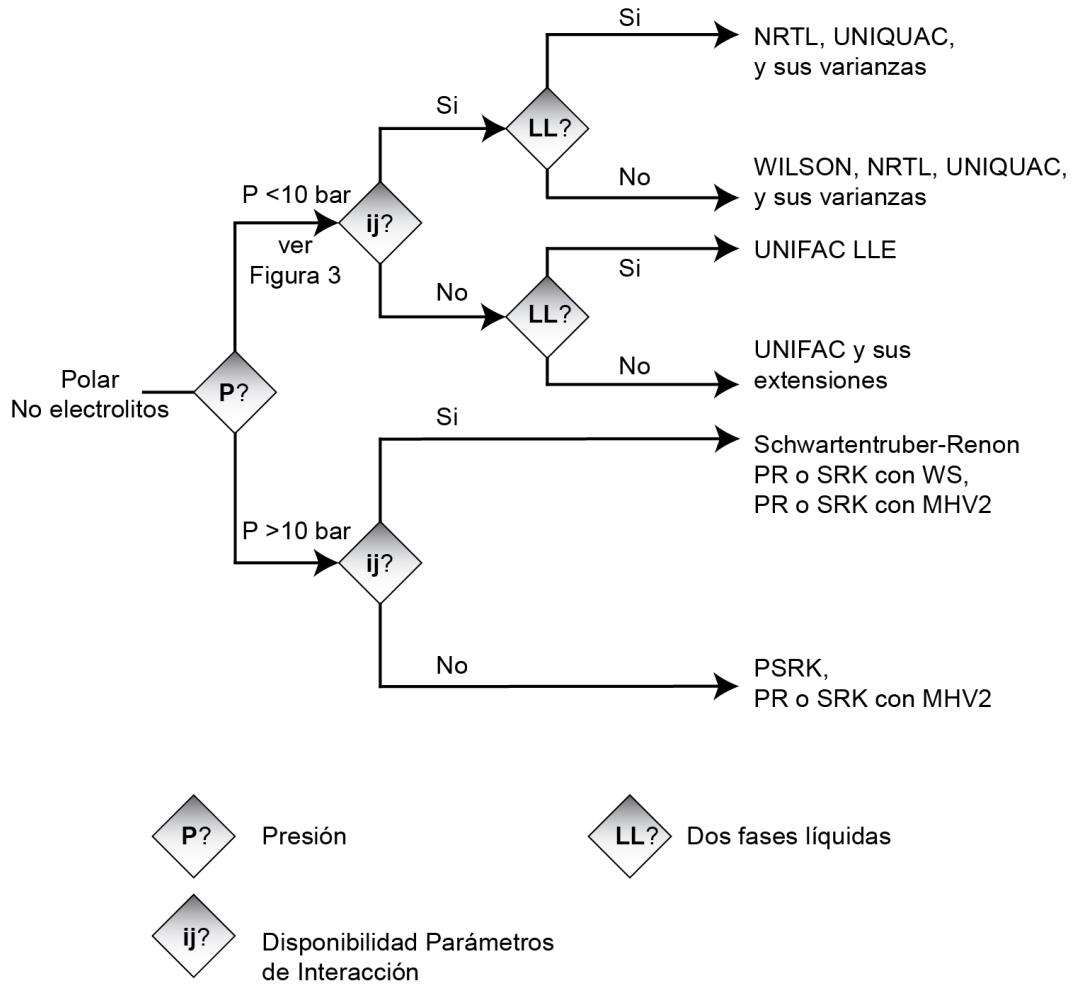 Si
NRTL, UNIQUAC,
y sus varianzas
Si
LL?
No
WILSON, NRTL, UNIQUAC,
y sus varianzas
P <10 bar
ij?
ver
Figura 3
Si
UNIFAC LLE
No
LL?
No
UNIFAC y sus
extensiones
Polar
No electrolitos
P?
Si
Schwartentruber-Renon
PR o SRK con WS,
PR o SRK con MHV2
P >10 bar
ij?
No
PSRK,
PR o SRK con MHV2
P?
Presión
LL?
Dos fases líquidas
ij?
Disponibilidad Parámetros
de Interacción